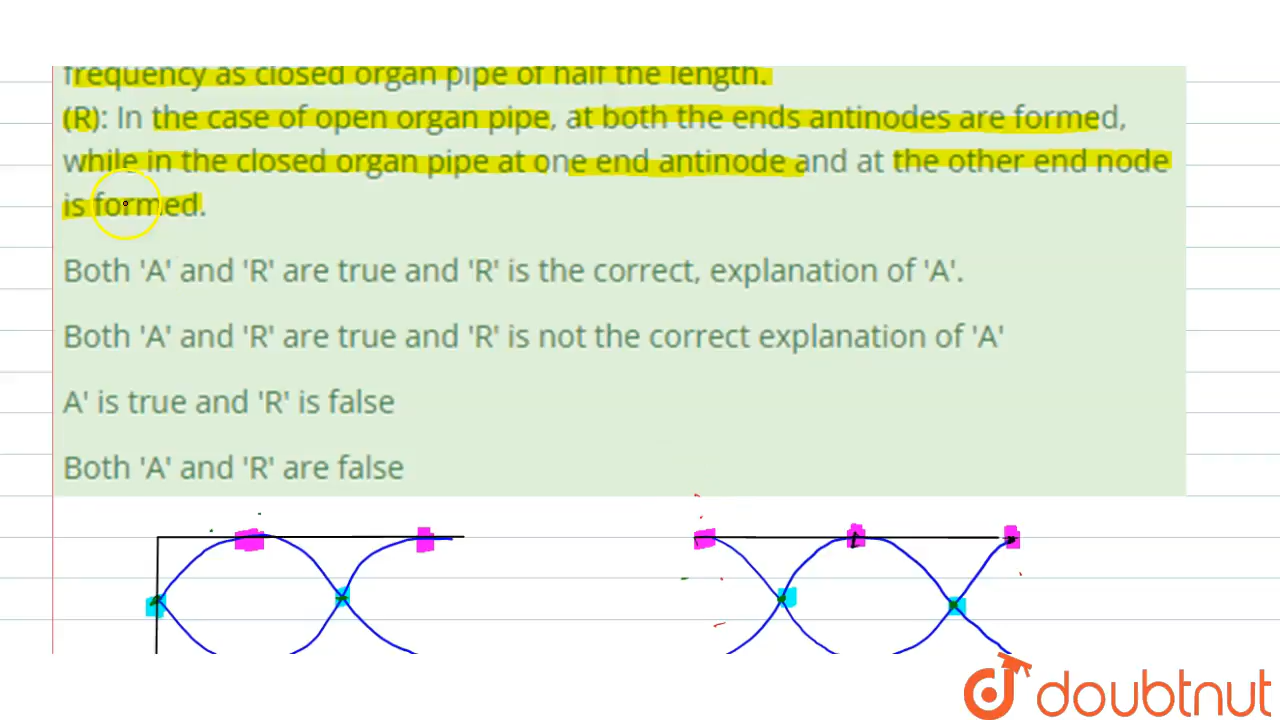 frequency as closed organ pipe of half the length.
(R): In the case of open organ pipe, at both the ends antinodes are formed,
while in the closed organ pipe at one end antinode and at the other end node
is formed.
Both 'A' and 'R' are true and 'R' is the correct, explanation of 'A'.
Both 'A' and 'R' are true and 'R' is not the correct explanation of 'A'
A' is true and 'R' is false
Both 'A' and 'R' are false
doubtnut